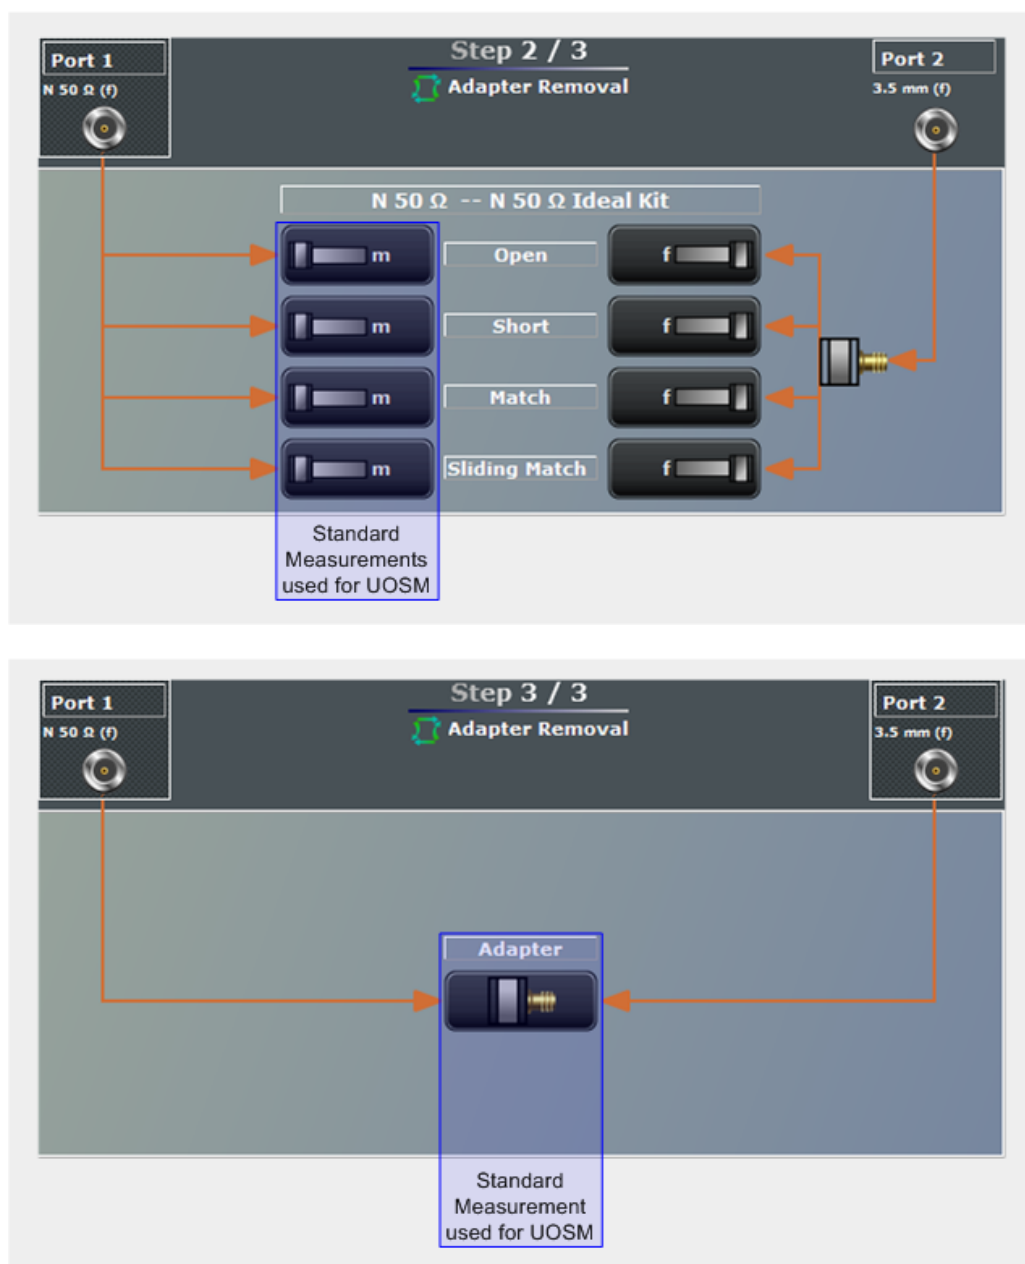 Step 2 / 3
Port 1
Port 2
Adapter Removal
N 50 Ω (f)
3.5 mm (f)
N 50 Ω -- N 50 Ω Ideal Kit
m
Open
f
m
Short
f
m
Match
f
m
Sliding Match
f
Standard
Measurements
used for UOSM
Step 3 / 3
Port 1
Port 2
Adapter Removal
N 50 Ω (f)
3.5 mm (f)
Adapter
Standard
Measurement
used for UOSM